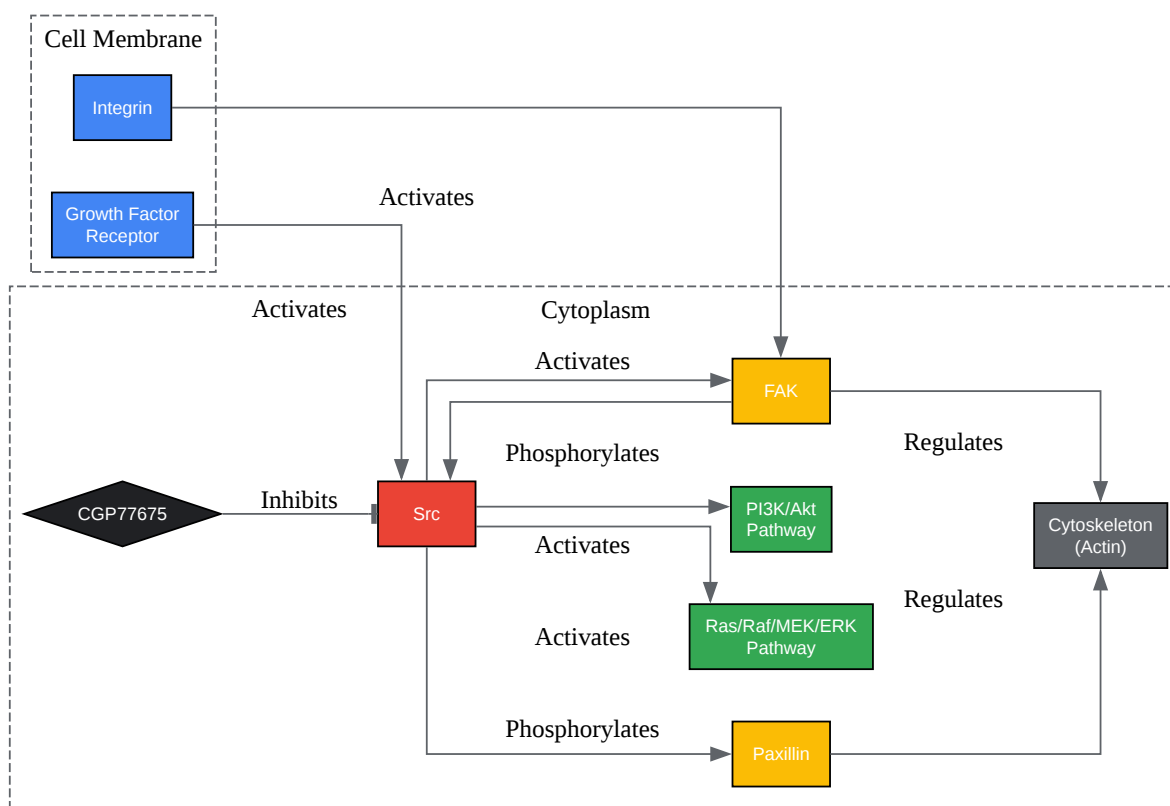 Cell Membrane
Integrin
Growth Factor
Receptor
Activates
Activates
Cytoplasm
Activates
FAK
Phosphorylates
Regulates
CGP77675
Inhibits
Src
PI3K/Akt
Pathway
Activates
Cytoskeleton
(Actin)
Regulates
Activates
Ras/Raf/MEK/ERK
Pathway
Phosphorylates
Paxillin